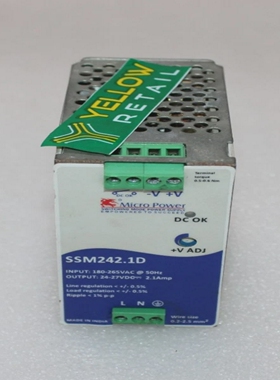 YELLOW
RETAIL
-V +V
Micro Power
DC OK
SSM242.1D
+V ADJ
INPUT: 180-265VAC @ 50Hz
OUTPUT: 24-27VDC 2.1Amp
Line regulation = +/- 0.5%
Load regulation = +/-0.5%
Ripple = 1% p-p
L N